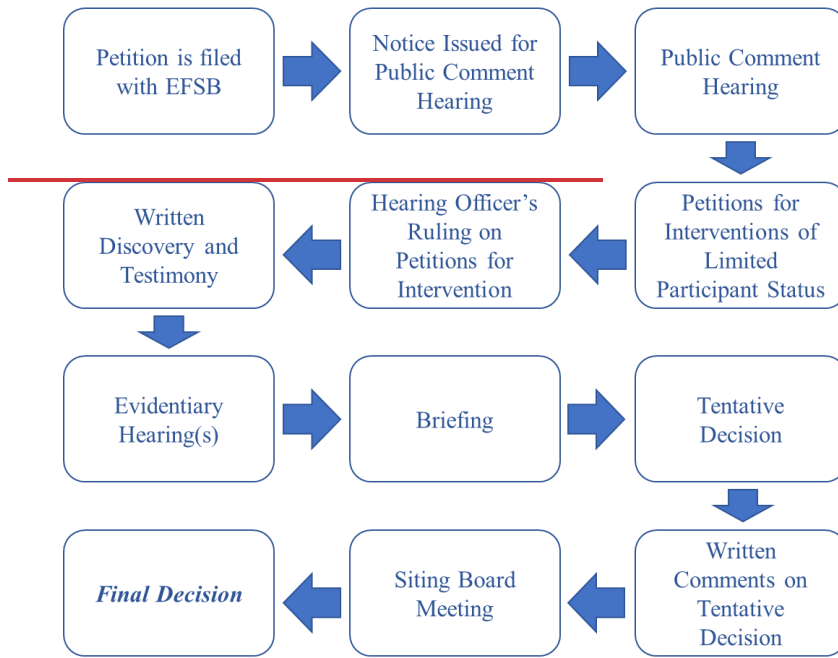 Petition is filed
with EFSB
Notice Issued for
Public Comment
Hearing
Public Comment
Hearing
Petitions for
Interventions of
Limited
Participant Status
Hearing Officer’s
Ruling on
Petitions for
Intervention
Written
Discovery and
Testimony
Evidentiary
Hearing(s)
Briefing
Tentative
Decision
Written
Comments on
Tentative
Decision
Siting Board
Meeting
Final Decision